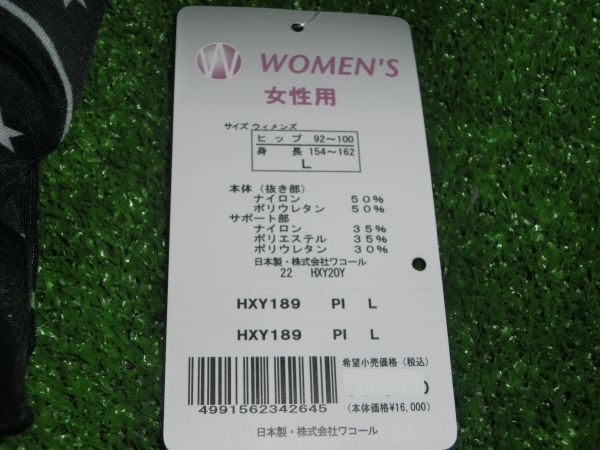 W WOMEN'S
女性用
サイズ ウィメンズ
ヒップ 92～100
身長 154～162
L
本体（抜き部）
ナイロン 50%
ポリウレタン 50%
サポート部
ナイロン 35%
ポリエステル 35%
ポリウレタン 30%
日本製・株式会社ワコール
22 HXY20Y
HXY189 PI L
HXY189 PI L
希望小売価格（税込）
4991562342645
(本体価格¥16,000)
日本製・株式会社ワコール